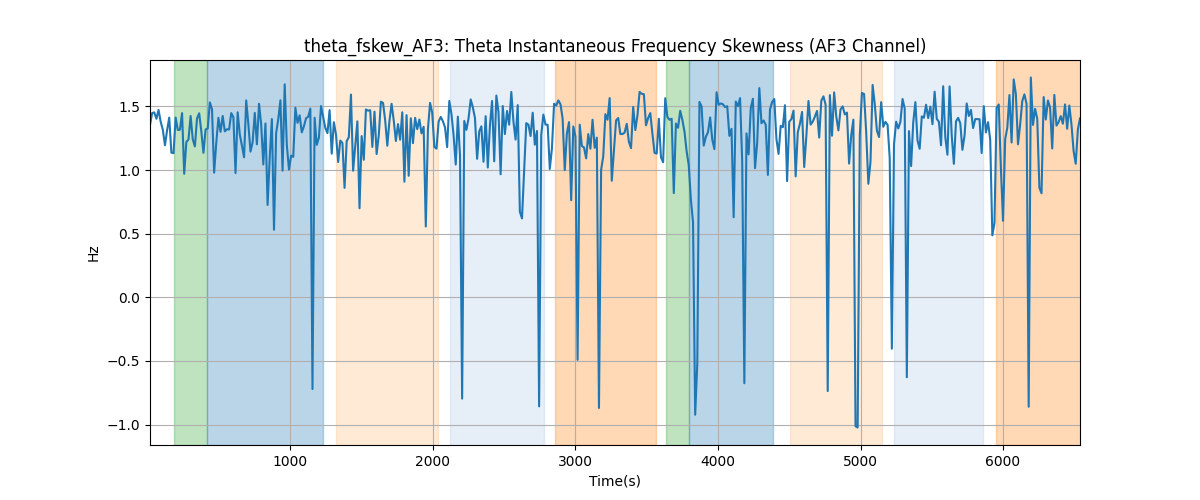 theta_fskew_AF3: Theta Instantaneous Frequency Skewness (AF3 Channel)
Hz
1.5
1.0
0.5
0.0
−0.5
−1.0
1000 2000 3000 4000 5000 6000
Time(s)